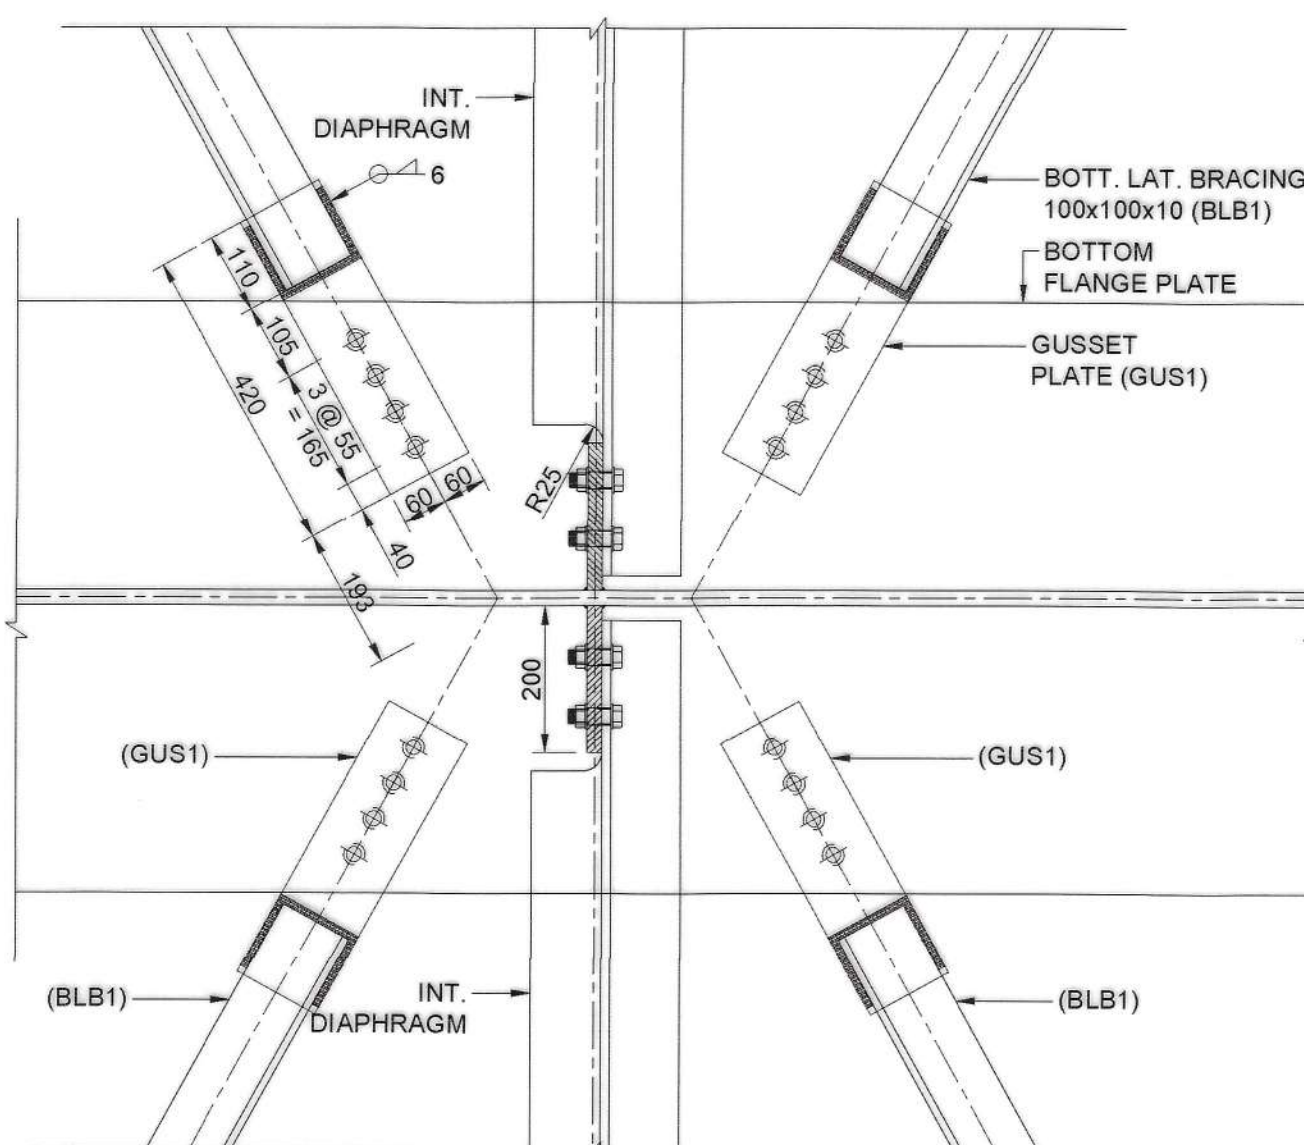 INT.
DIAPHRAGM
6
BOTT. LAT. BRACING
100x100x10 (BLB1)
BOTTOM
FLANGE PLATE
GUSSET
PLATE (GUS1)
110
105
420
3 @ 55
= 165
60
60
40
193
R25
200
(GUS1)
(GUS1)
(BLB1)
INT.
DIAPHRAGM
(BLB1)